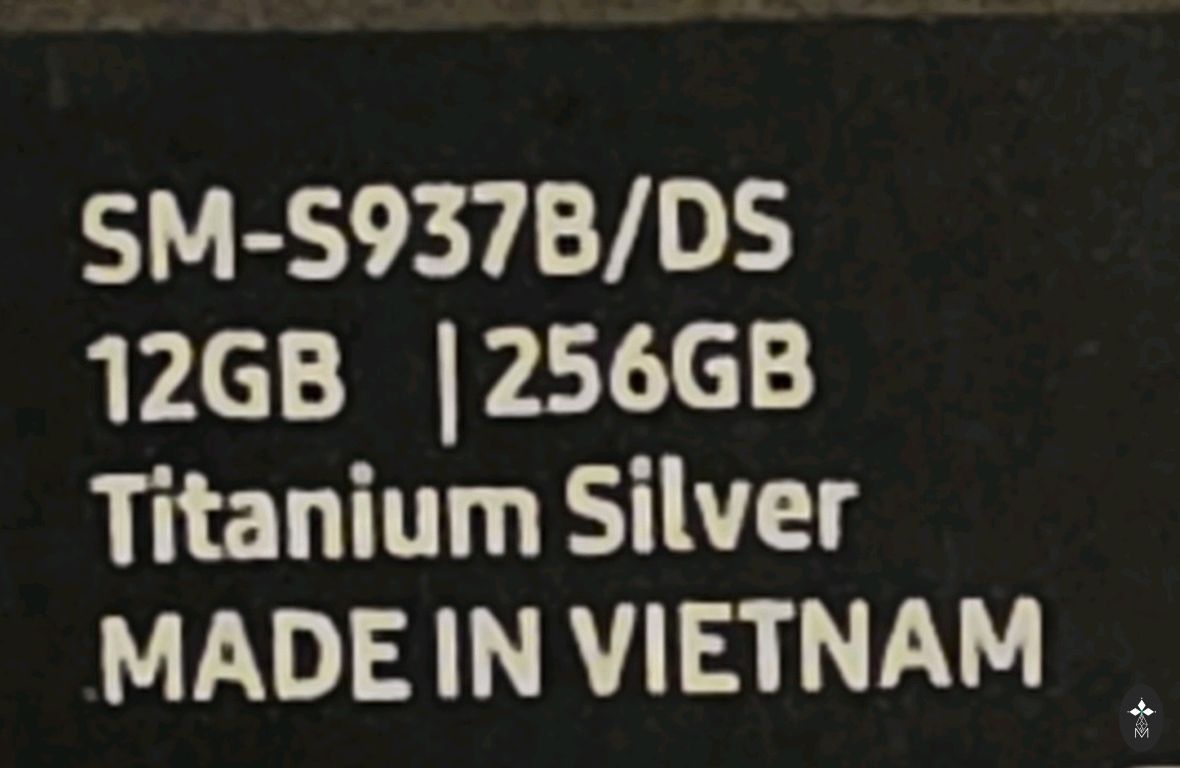 SM-S937B/DS
12GB | 256GB
Titanium Silver
MADE IN VIETNAM
M